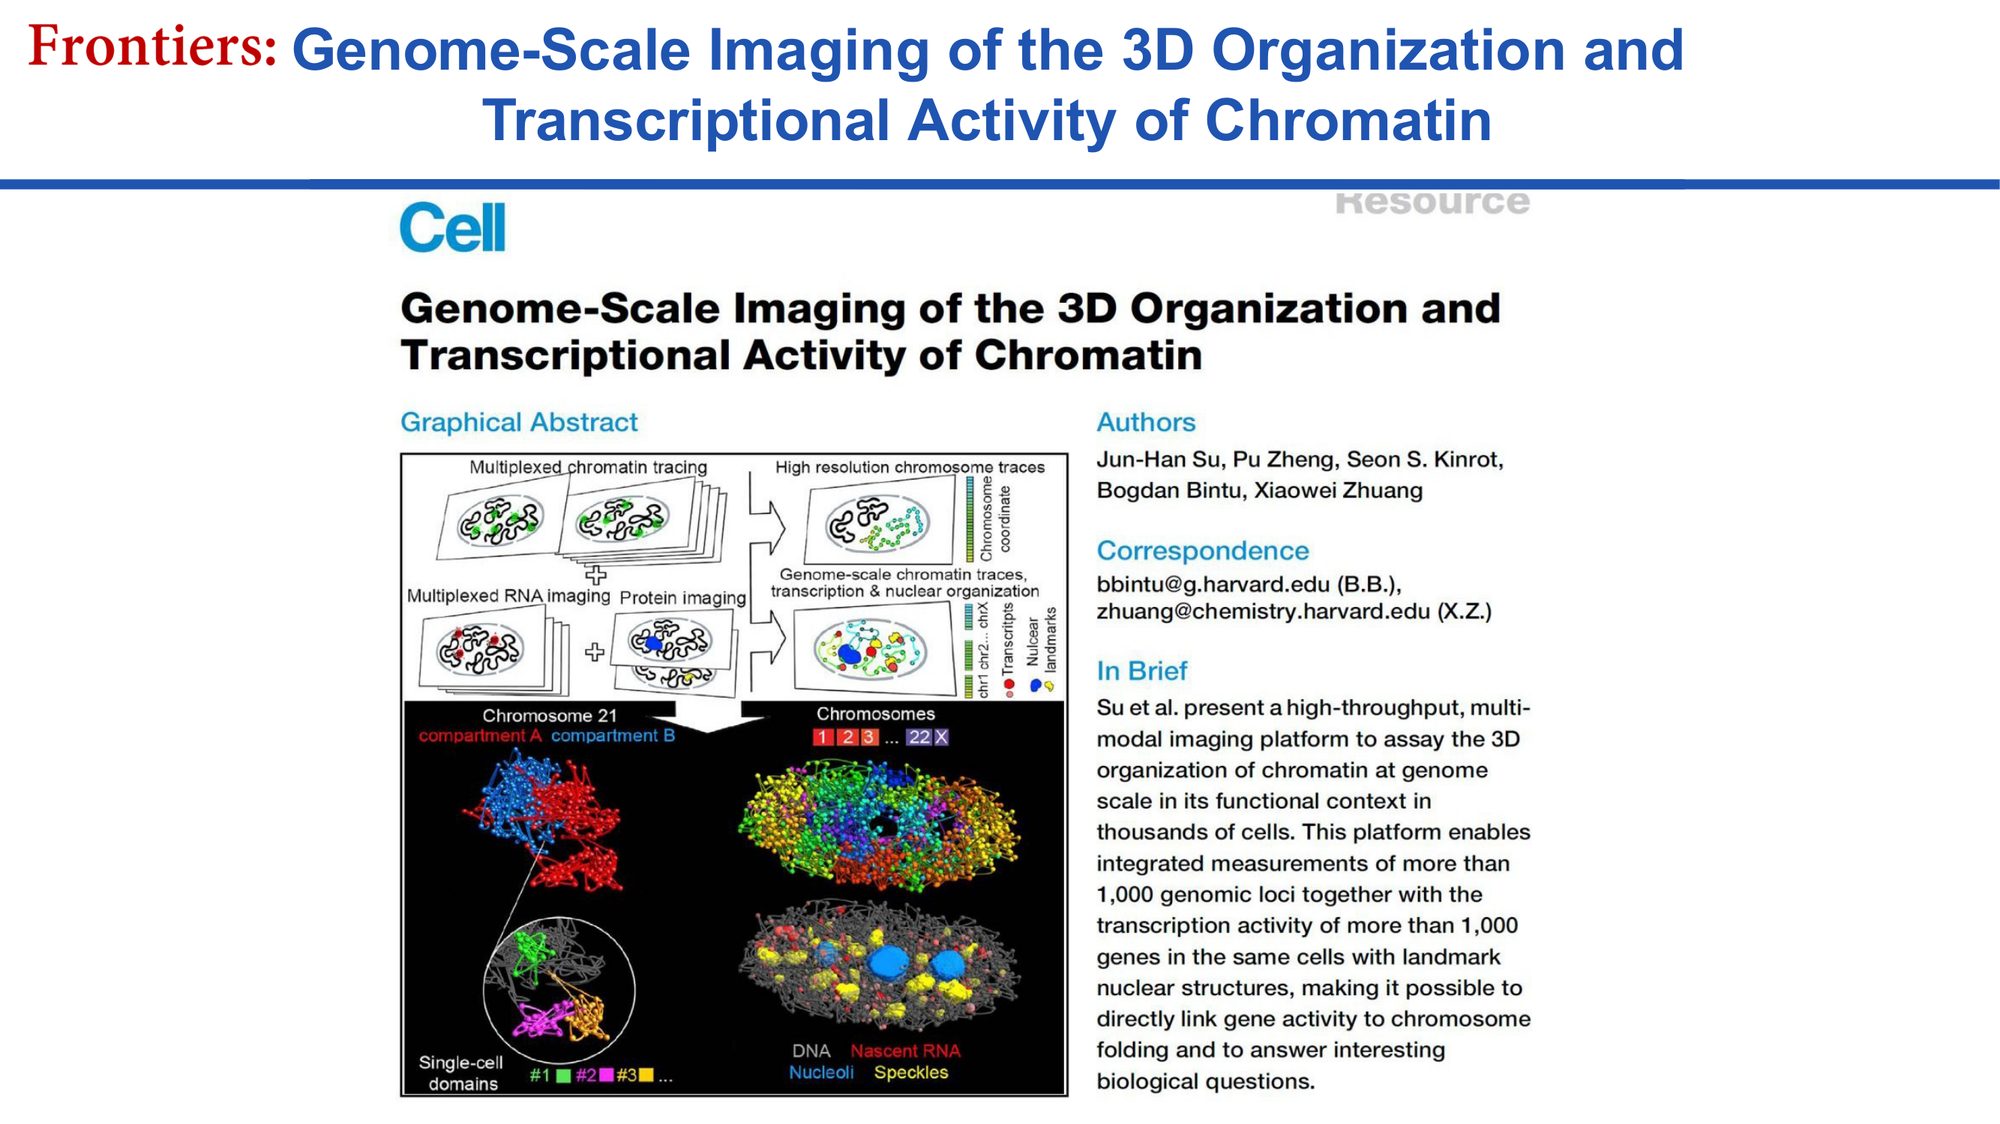 Frontiers: Genome-Scale Imaging of the 3D Organization and
Transcriptional Activity of Chromatin
Resource
Cell
Genome-Scale Imaging of the 3D Organization and
Transcriptional Activity of Chromatin
Graphical Abstract
Multiplexed chromatin tracing
High resolution chromosome traces
Chromosome
coordinate
Genome-scale chromatin traces,
transcription & nuclear organization
Multiplexed RNA imaging
Protein imaging
chr1 chr2... chrX
Transcritpts
Nulcear
landmarks
Chromosome 21
compartment A compartment B
Chromosomes
1 2 3 ... 22 X
Single-cell
domains
#1 #2 #3 ...
DNA Nascent RNA
Nucleoli Speckles
Authors
Jun-Han Su, Pu Zheng, Seon S. Kinrot,
Bogdan Bintu, Xiaowei Zhuang
Correspondence
bbintu@g.harvard.edu (B.B.),
zhuang@chemistry.harvard.edu (X.Z.)
In Brief
Su et al. present a high-throughput, multi-
modal imaging platform to assay the 3D
organization of chromatin at genome
scale in its functional context in
thousands of cells. This platform enables
integrated measurements of more than
1,000 genomic loci together with the
transcription activity of more than 1,000
genes in the same cells with landmark
nuclear structures, making it possible to
directly link gene activity to chromosome
folding and to answer interesting
biological questions.